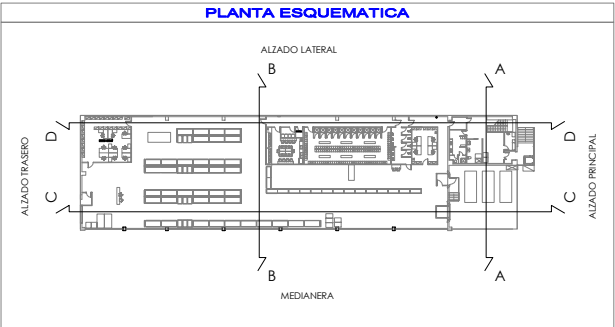 PLANTA ESQUEMATICA
ALZADO LATERAL
B
A
D
D
ALZADO TRASERO
ALZADO PRINCIPAL
C
C
B
A
MEDIANERA